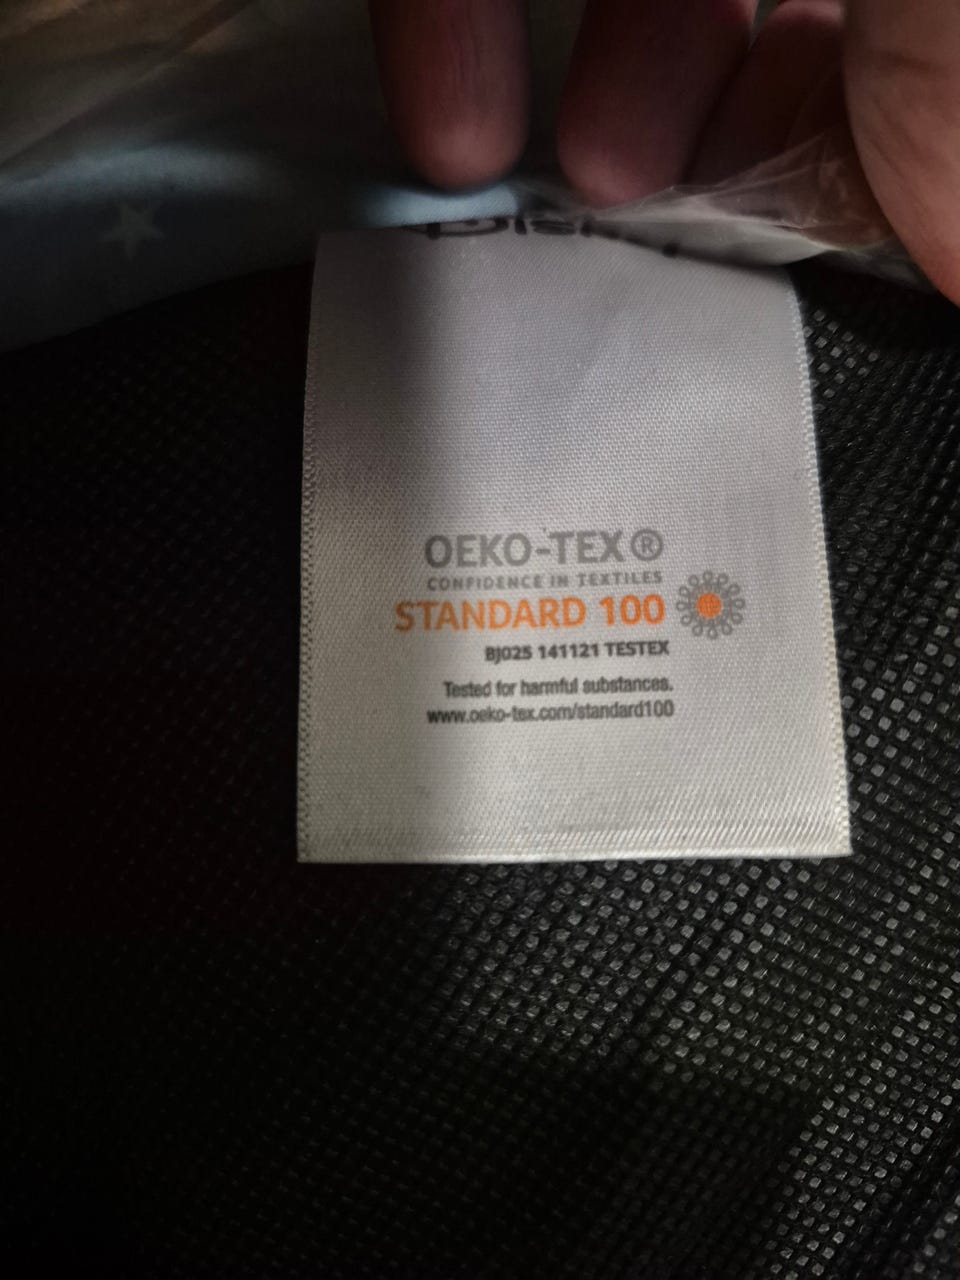 OEKO-TEX®
CONFIDENCE IN TEXTILES
STANDARD 100
BJ025 141121 TESTEX
Tested for harmful substances.
www.oeko-tex.com/standard100